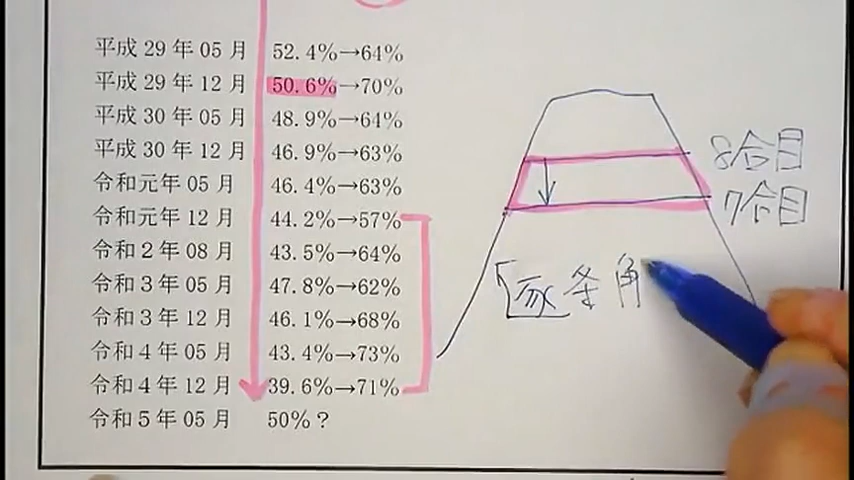 平成 29 年 05 月 52.4%→64%
平成 29 年 12 月 50.6%→70%
平成 30 年 05 月 48.9%→64%
平成 30 年 12 月 46.9%→63%
令和元年 05 月 46.4%→63%
令和元年 12 月 44.2%→57%
令和 2 年 08 月 43.5%→64%
令和 3 年 05 月 47.8%→62%
令和 3 年 12 月 46.1%→68%
令和 4 年 05 月 43.4%→73%
令和 4 年 12 月 39.6%→71%
令和 5 年 05 月 50%?
8合目
7合目
逐条角